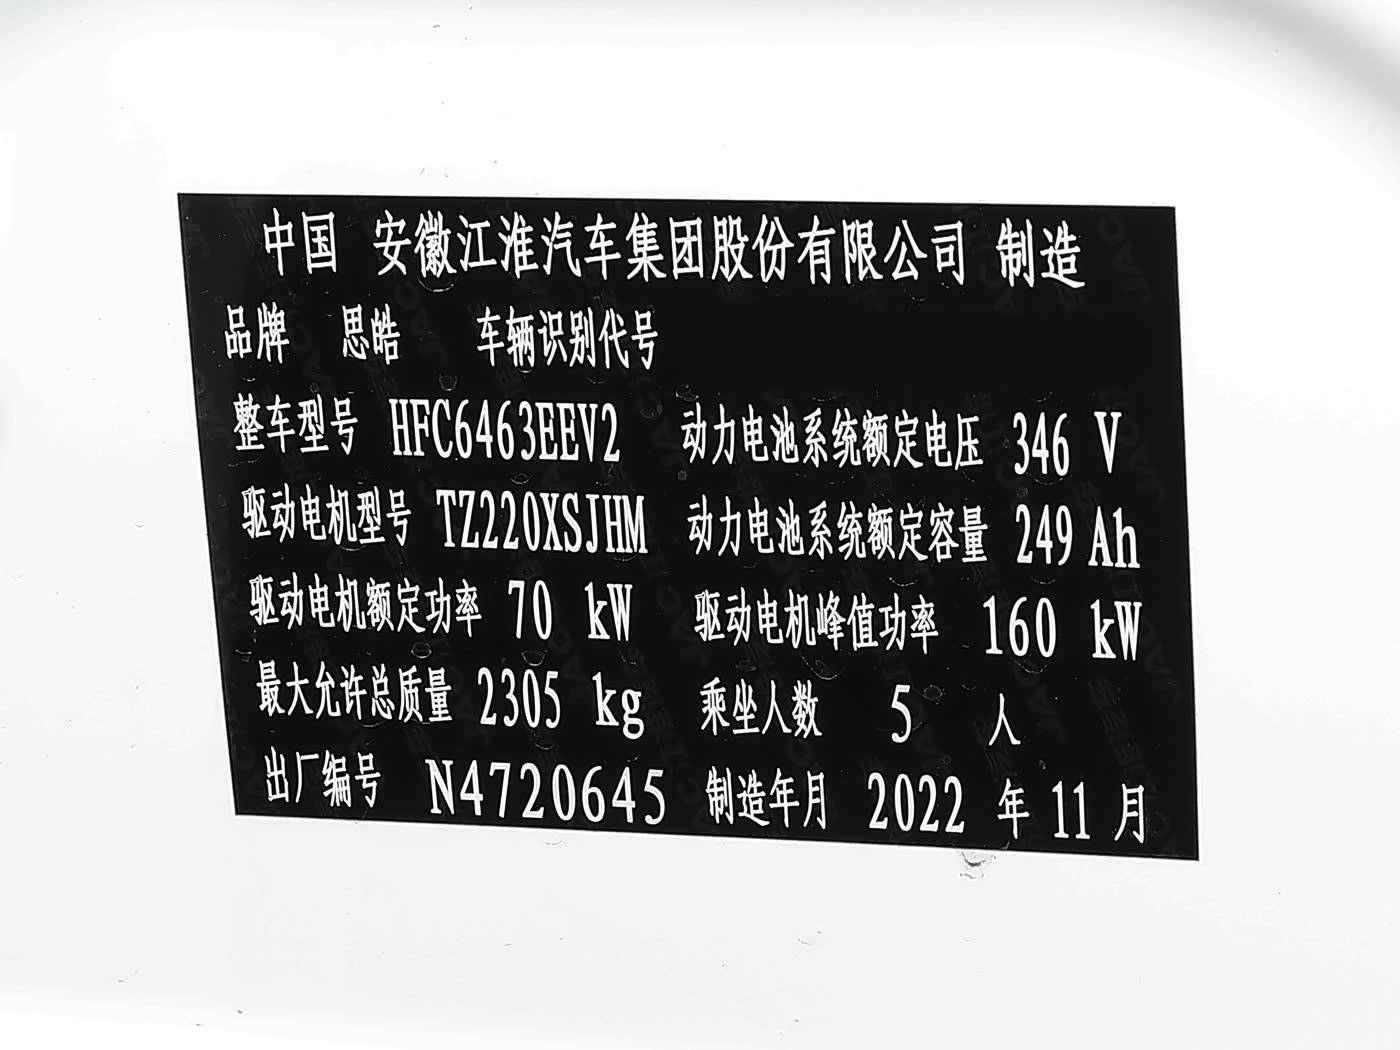 中国 安徽江淮汽车集团股份有限公司 制造
品牌 思皓 车辆识别代号
整车型号 HFC6463EEV2 动力电池系统额定电压 346 V
驱动电机型号 TZ220XSJHM 动力电池系统额定容量 249 Ah
驱动电机额定功率 70 kW 驱动电机峰值功率 160 kW
最大允许总质量 2305 kg 乘坐人数 5 人
出厂编号 N4720645 制造年月 2022 年 11 月